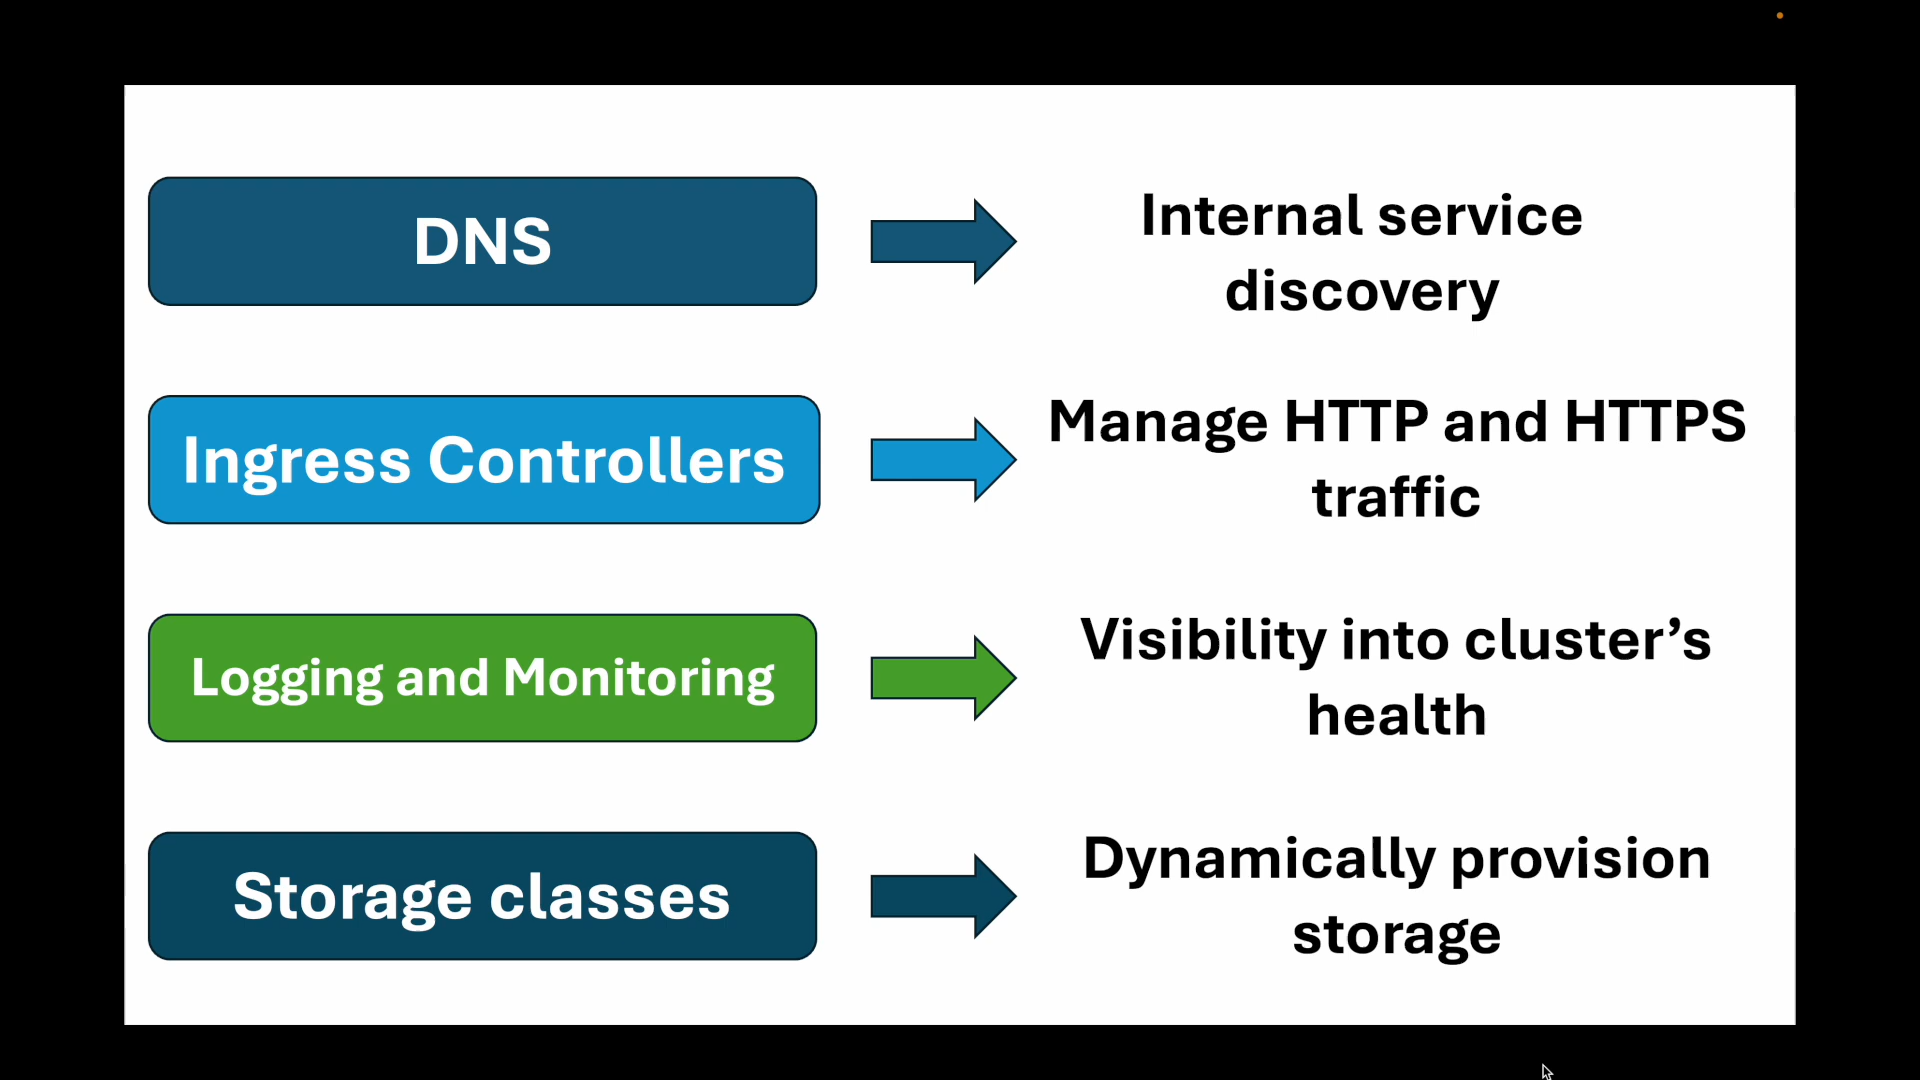 DNS
Internal service
discovery
Ingress Controllers
Manage HTTP and HTTPS
traffic
Logging and Monitoring
Visibility into cluster’s
health
Storage classes
Dynamically provision
storage